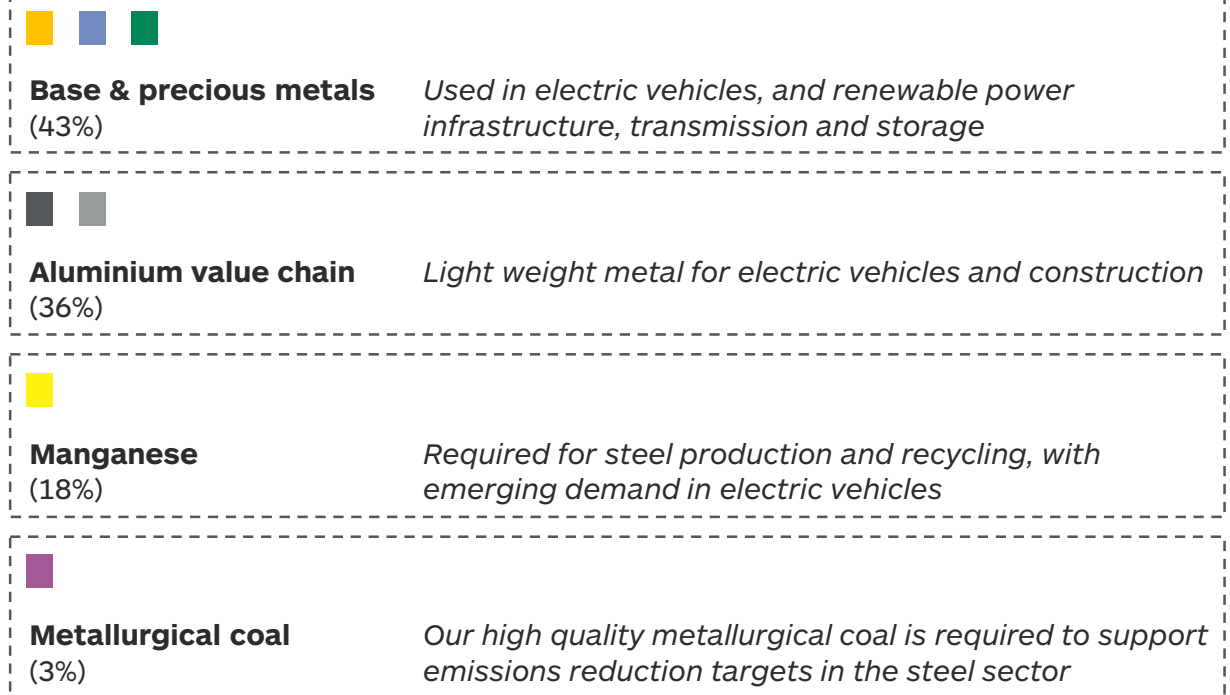 Base & precious metals
(43%)
Used in electric vehicles, and renewable power
infrastructure, transmission and storage
Aluminium value chain
(36%)
Light weight metal for electric vehicles and construction
Manganese
(18%)
Required for steel production and recycling, with
emerging demand in electric vehicles
Metallurgical coal
(3%)
Our high quality metallurgical coal is required to support
emissions reduction targets in the steel sector